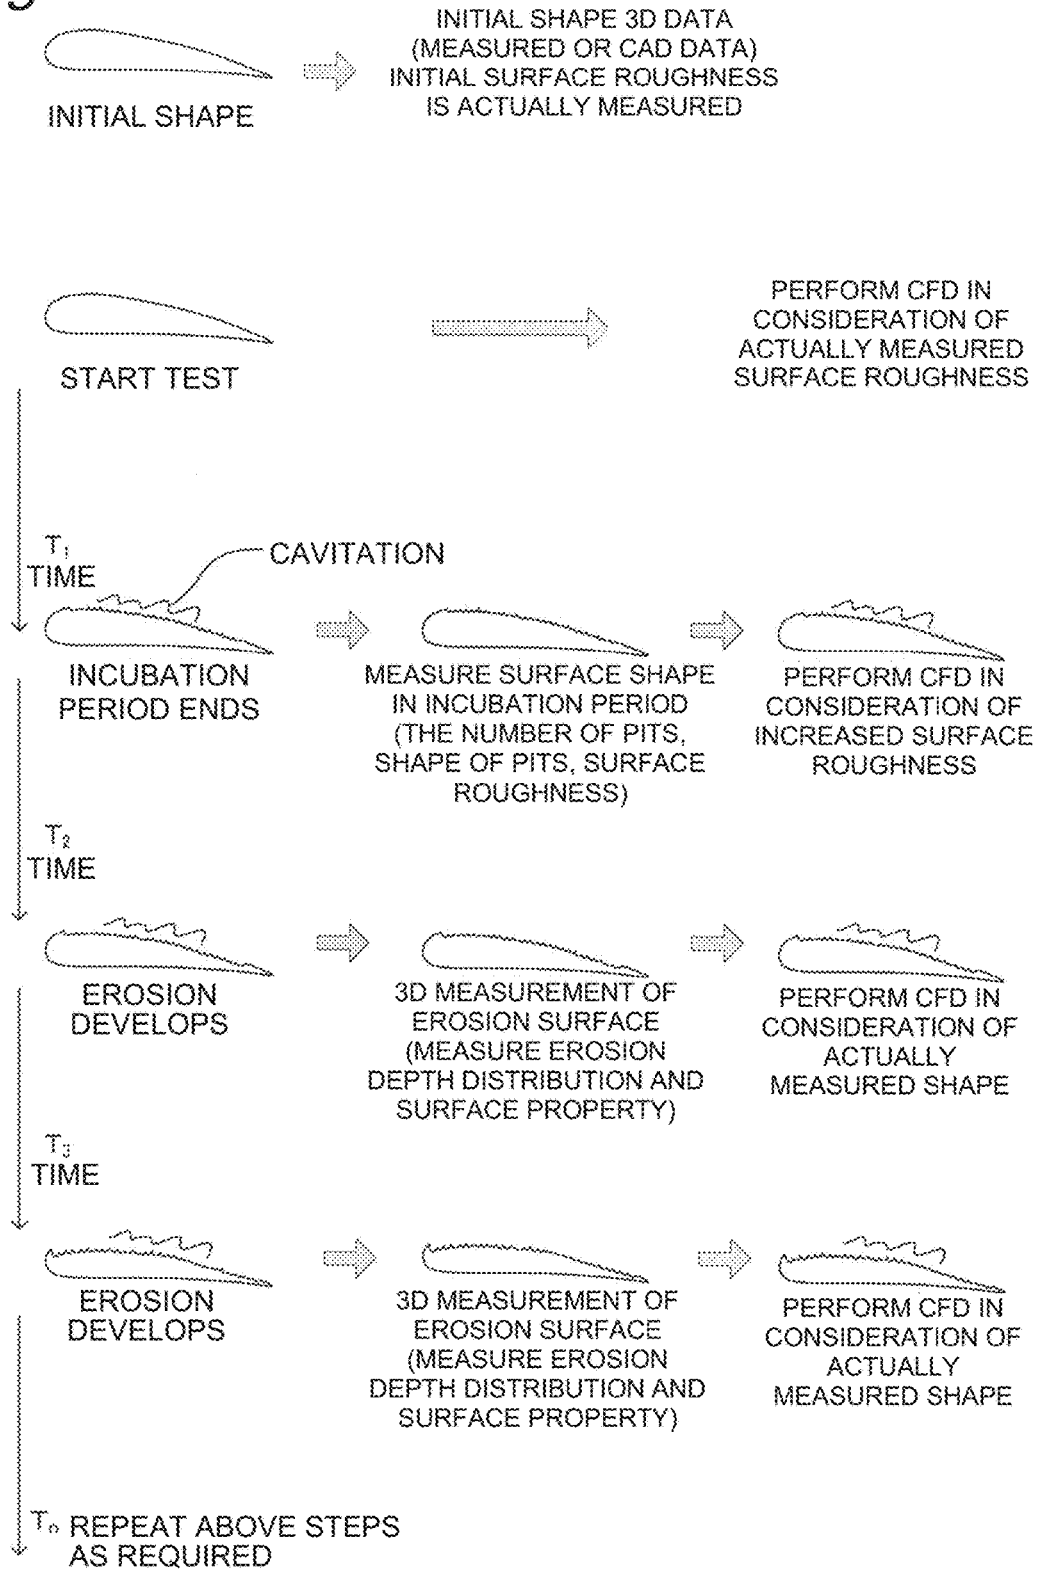 INITIAL SHAPE
INITIAL SHAPE 3D DATA
(MEASURED OR CAD DATA)
INITIAL SURFACE ROUGHNESS
IS ACTUALLY MEASURED
START TEST
PERFORM CFD IN
CONSIDERATION OF
ACTUALLY MEASURED
SURFACE ROUGHNESS
T₁
TIME
CAVITATION
INCUBATION
PERIOD ENDS
MEASURE SURFACE SHAPE
IN INCUBATION PERIOD
(THE NUMBER OF PITS,
SHAPE OF PITS, SURFACE
ROUGHNESS)
PERFORM CFD IN
CONSIDERATION OF
INCREASED SURFACE
ROUGHNESS
T₂
TIME
EROSION
DEVELOPS
3D MEASUREMENT OF
EROSION SURFACE
(MEASURE EROSION
DEPTH DISTRIBUTION AND
SURFACE PROPERTY)
PERFORM CFD IN
CONSIDERATION OF
ACTUALLY
MEASURED SHAPE
T₃
TIME
EROSION
DEVELOPS
3D MEASUREMENT OF
EROSION SURFACE
(MEASURE EROSION
DEPTH DISTRIBUTION AND
SURFACE PROPERTY)
PERFORM CFD IN
CONSIDERATION OF
ACTUALLY
MEASURED SHAPE
Tₙ REPEAT ABOVE STEPS
AS REQUIRED